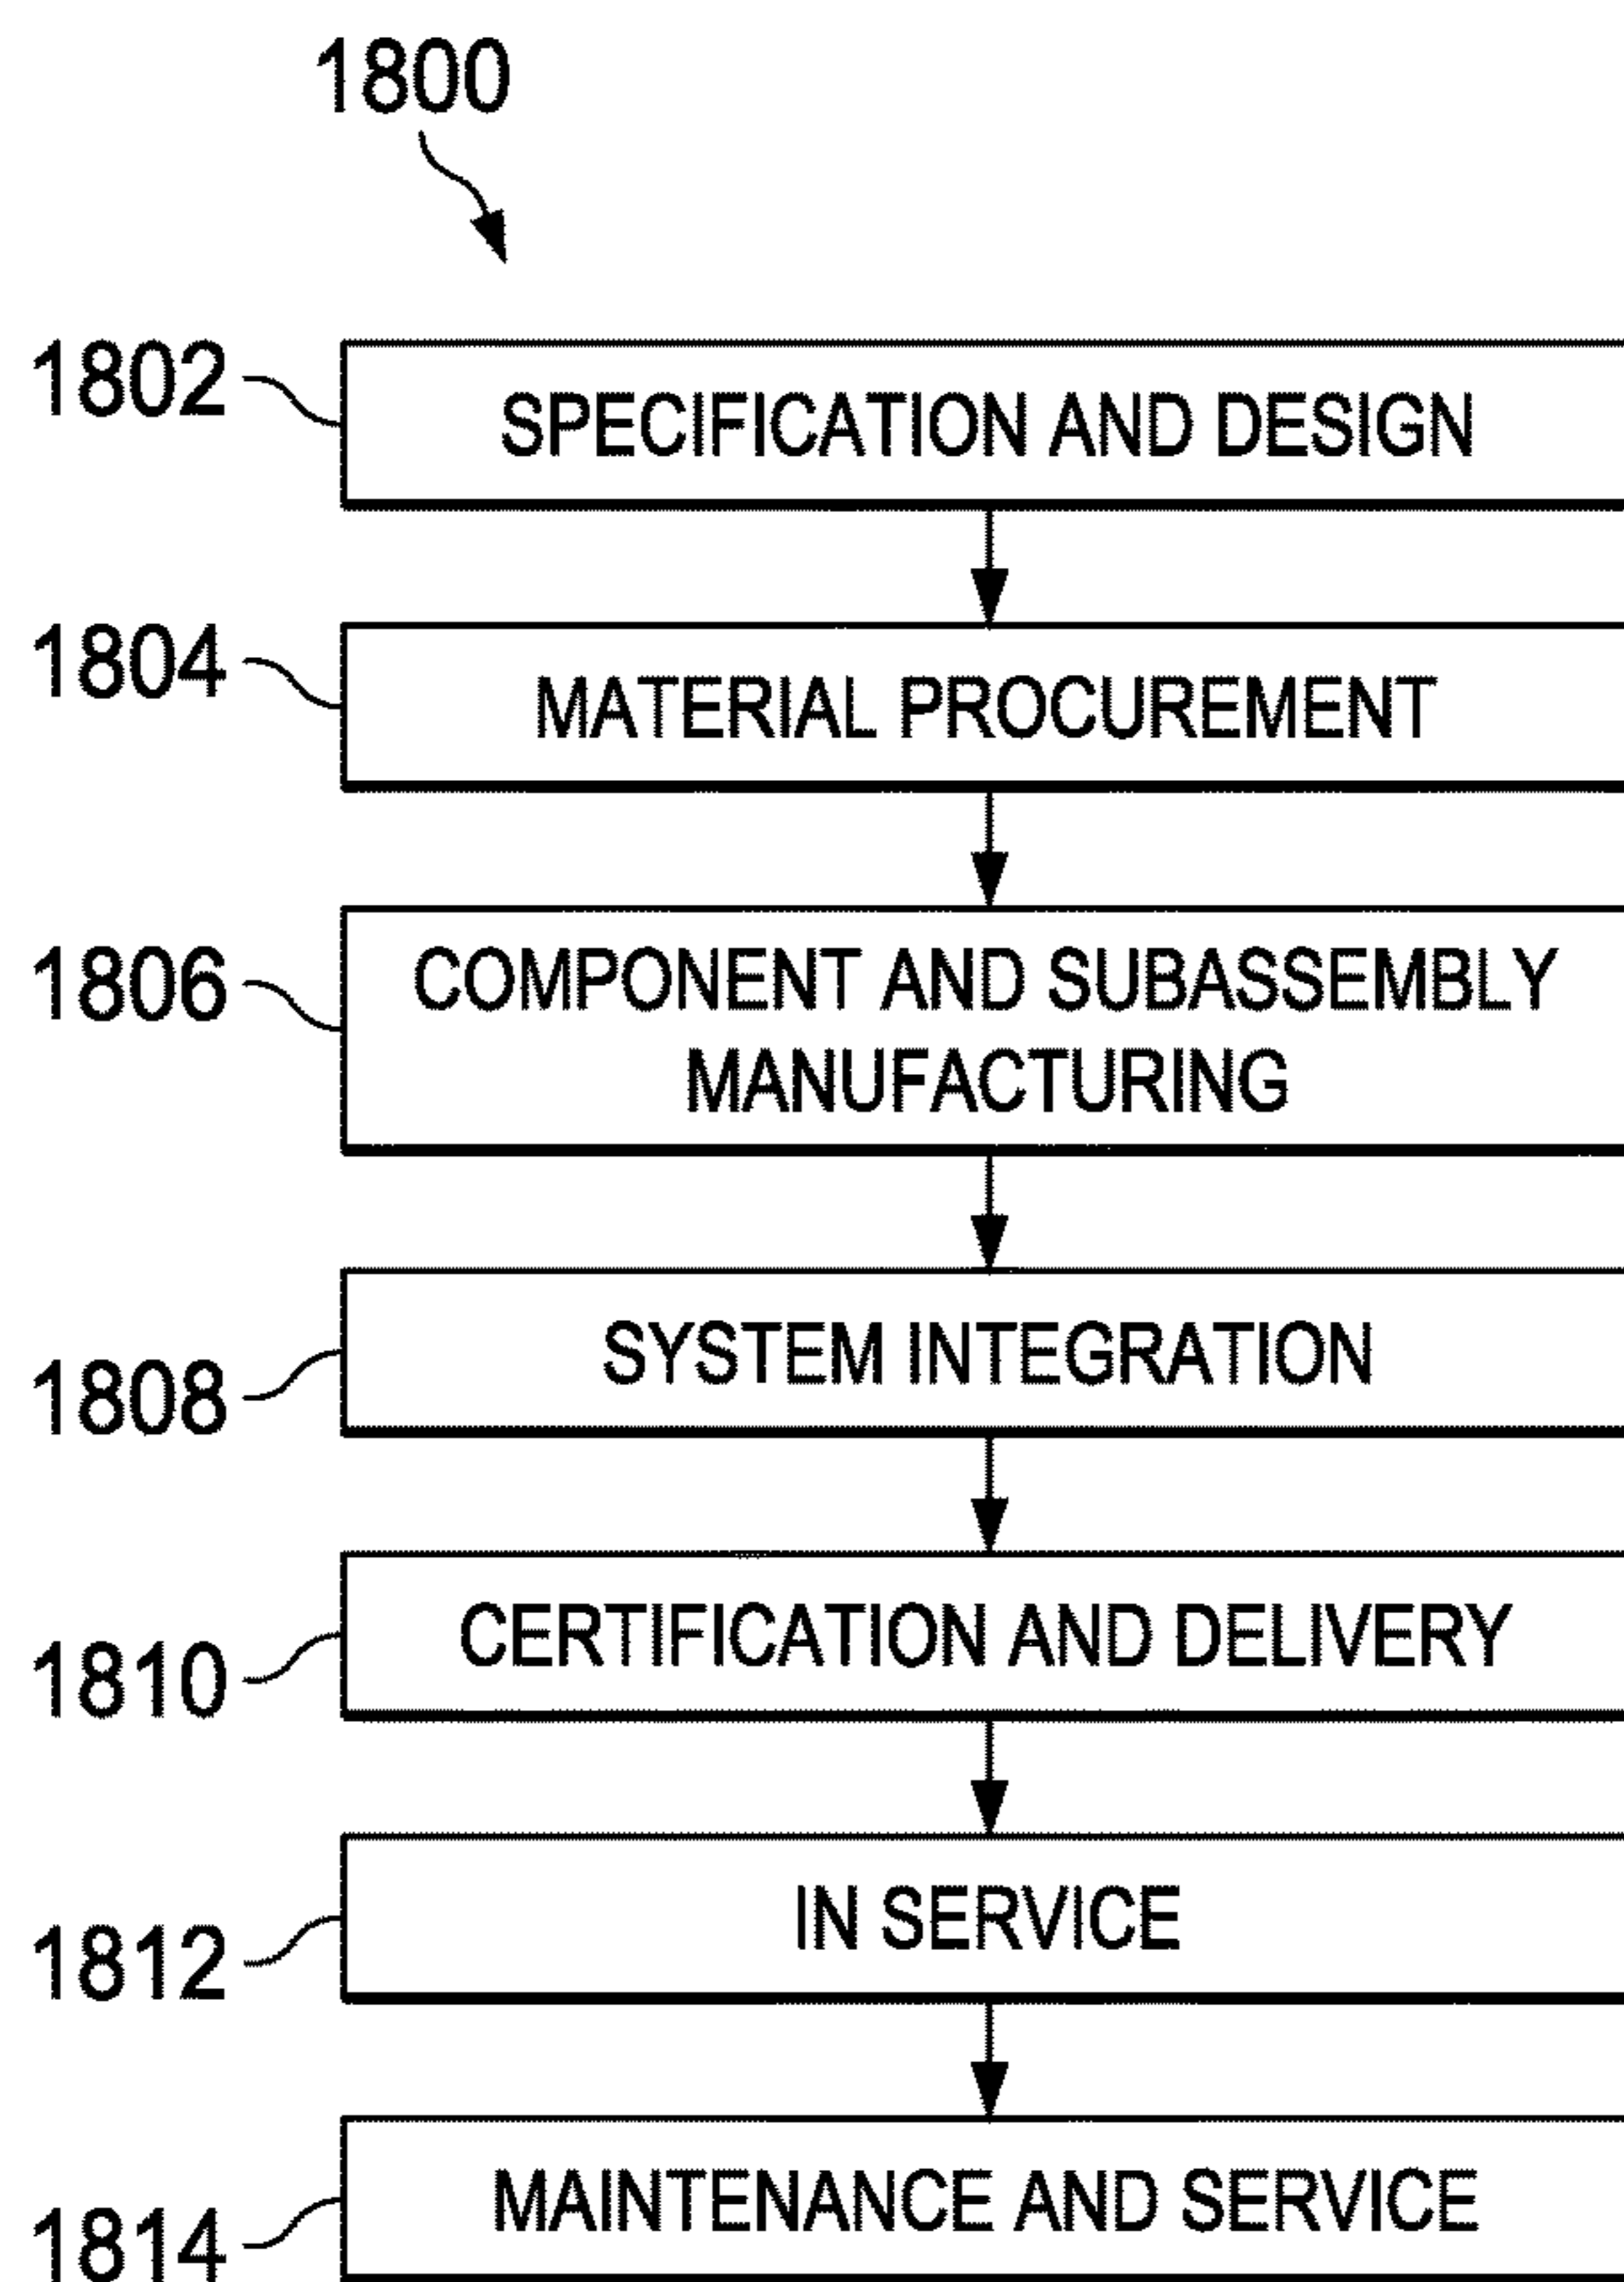 1800
1802
SPECIFICATION AND DESIGN
1804
MATERIAL PROCUREMENT
1806
COMPONENT AND SUBASSEMBLY
MANUFACTURING
1808
SYSTEM INTEGRATION
1810
CERTIFICATION AND DELIVERY
1812
IN SERVICE
1814
MAINTENANCE AND SERVICE